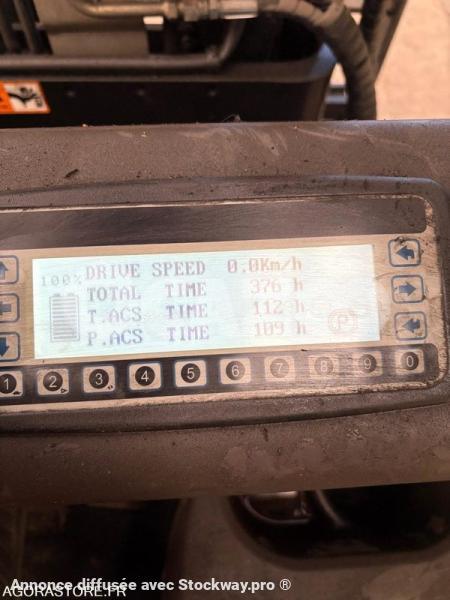 100%
DRIVE SPEED 0.0Km/h
TOTAL TIME 376 h
T.ACS TIME 112 h
P.ACS TIME 109 h
P
1 2 3 4 5 6 7 8 9 0
Annonce diffusée avec Stockway.pro ®
AGORASTORE.FR